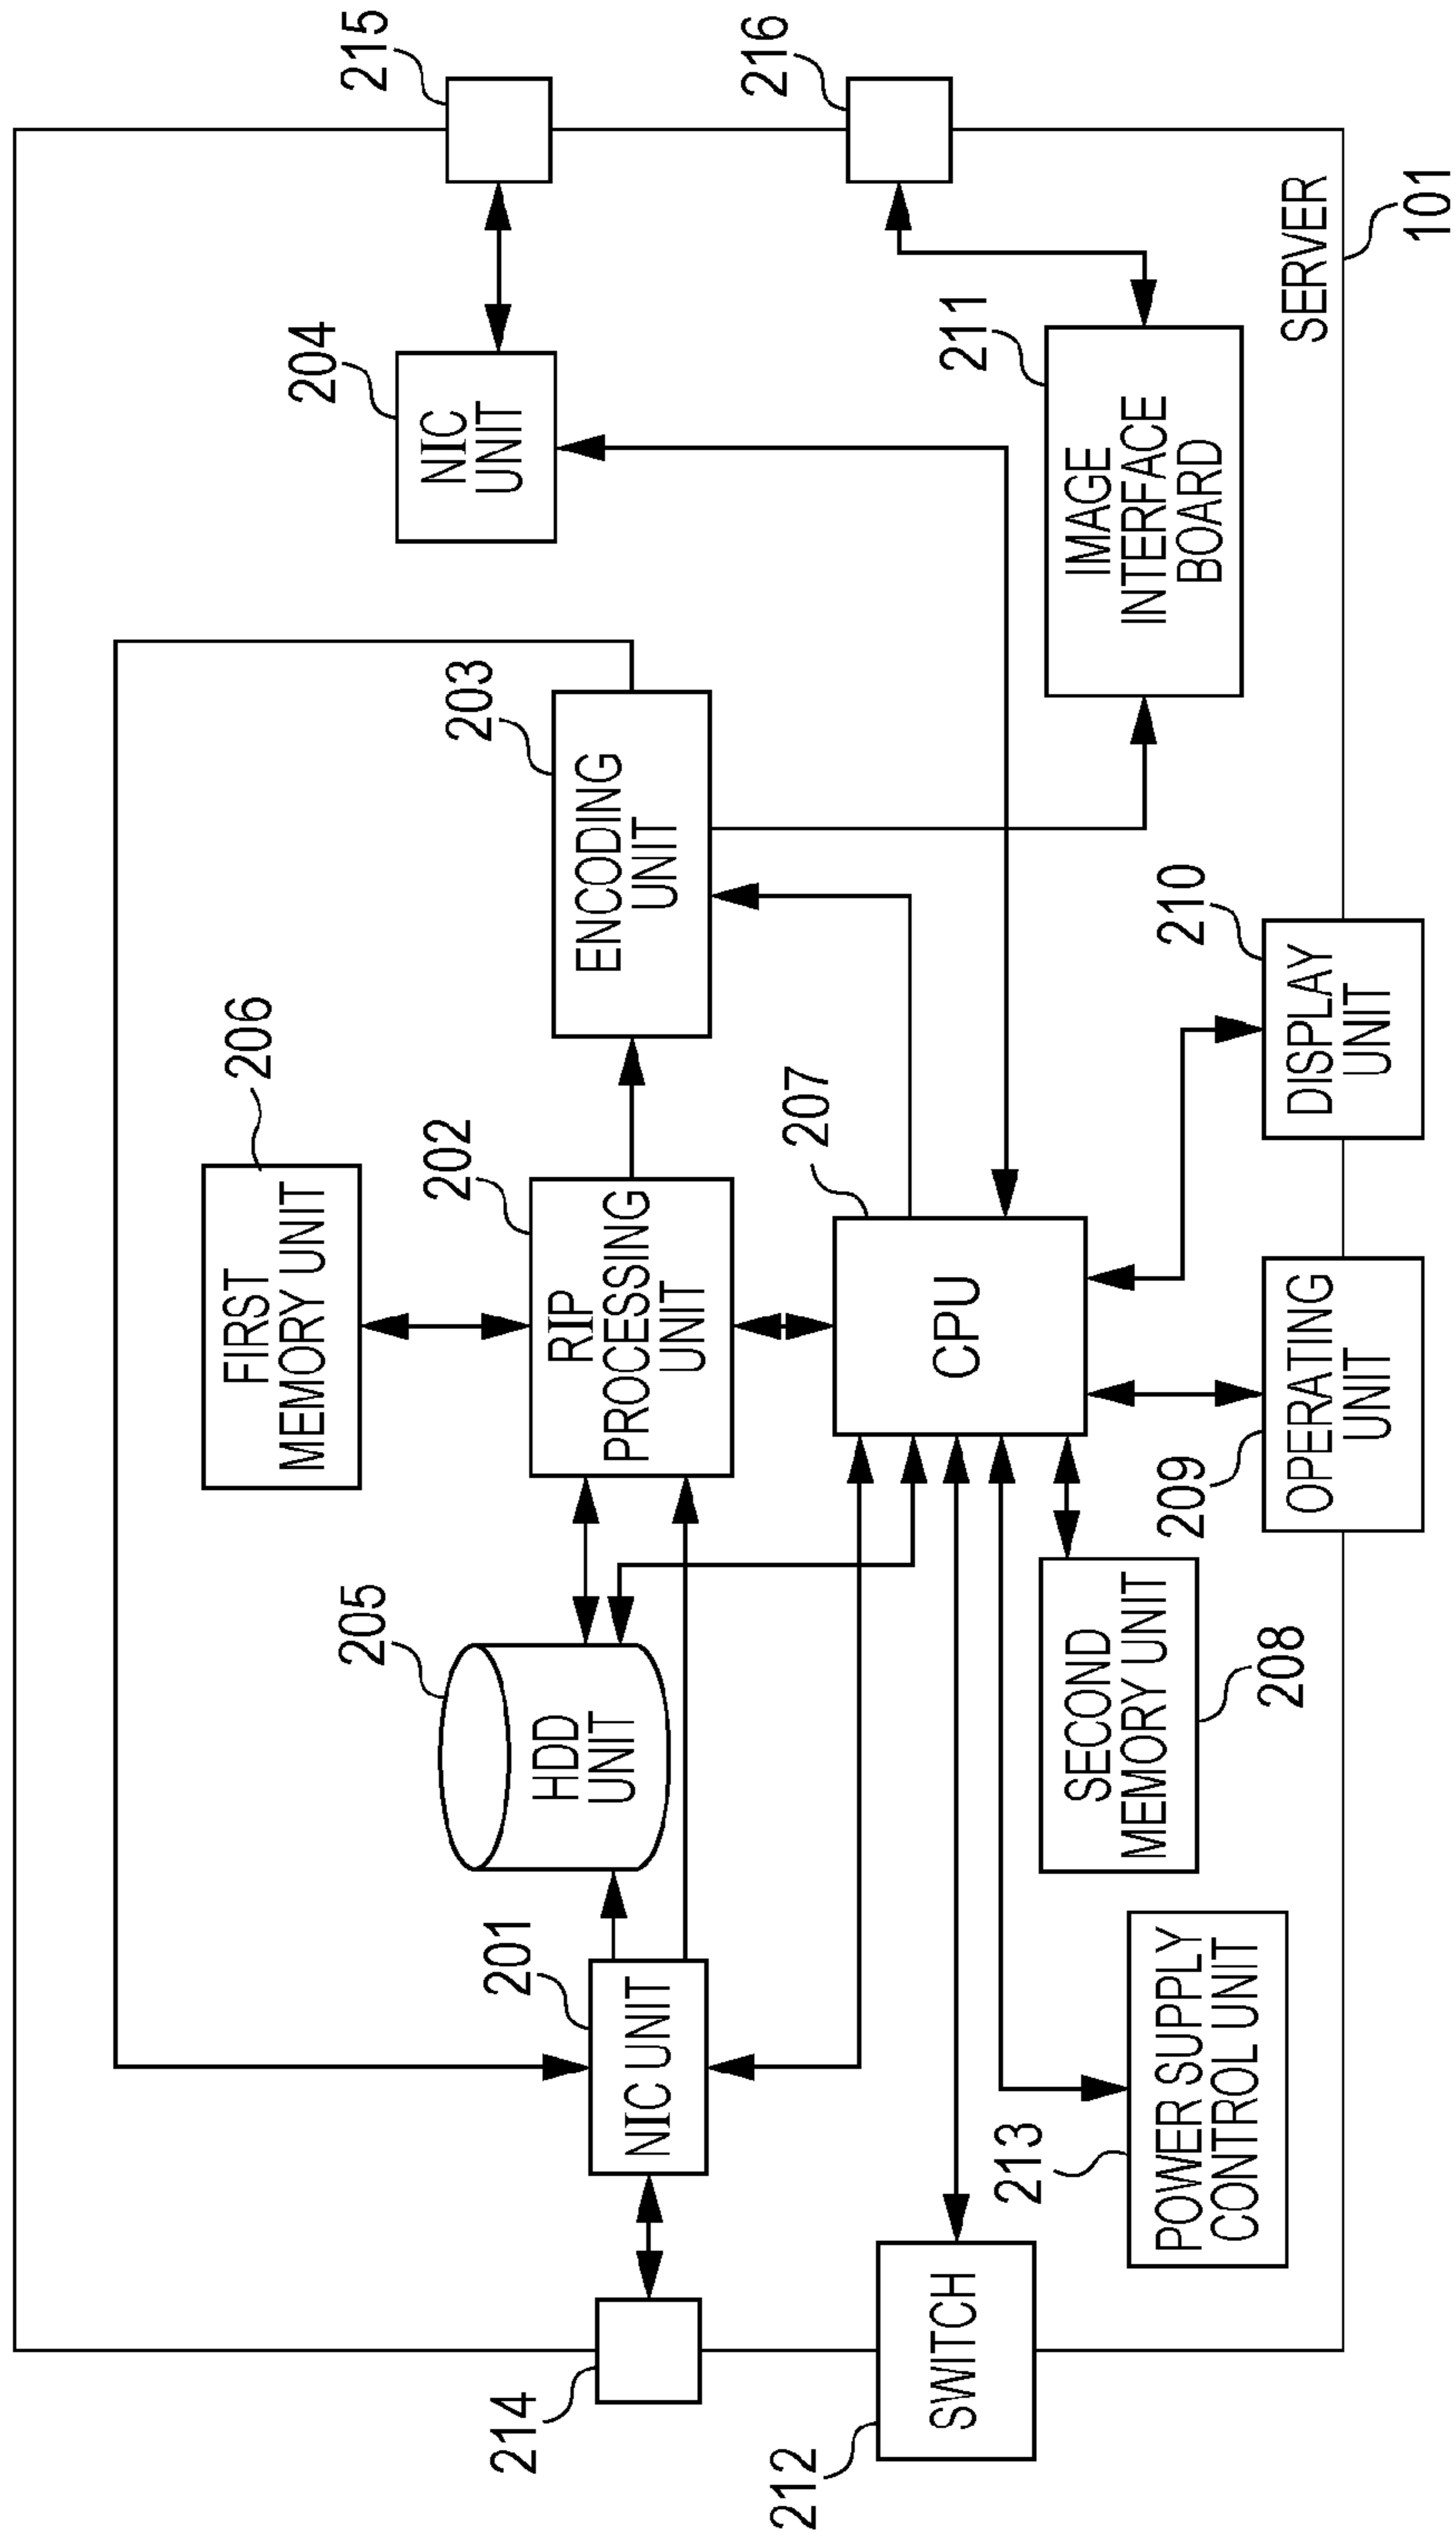 215
216
204
NIC
UNIT
211
IMAGE
INTERFACE
BOARD
SERVER
101
203
ENCODING
UNIT
206
FIRST
MEMORY UNIT
202
RIP
PROCESSING
UNIT
207
CPU
210
DISPLAY
UNIT
209
OPERATING
UNIT
205
HDD
UNIT
208
SECOND
MEMORY UNIT
201
NIC UNIT
213
POWER SUPPLY
CONTROL UNIT
214
212
SWITCH